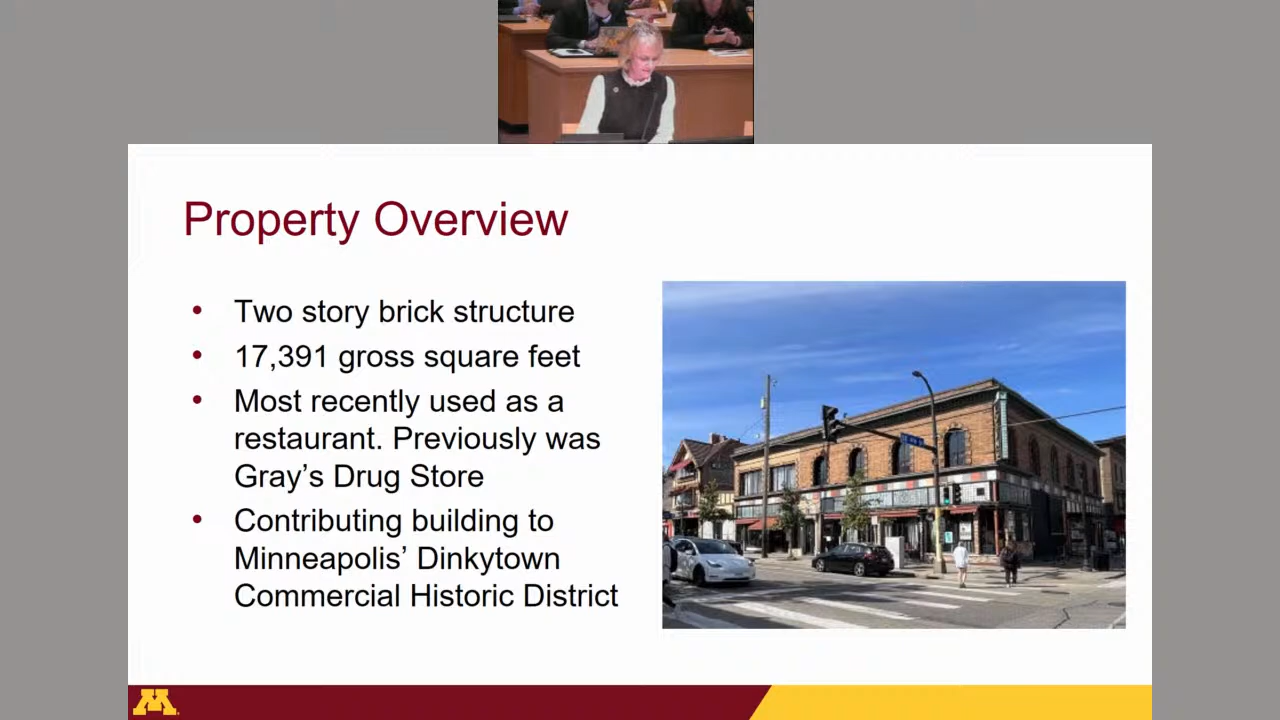 Property Overview
• Two story brick structure
• 17,391 gross square feet
• Most recently used as a
restaurant. Previously was
Gray’s Drug Store
• Contributing building to
Minneapolis’ Dinkytown
Commercial Historic District
M